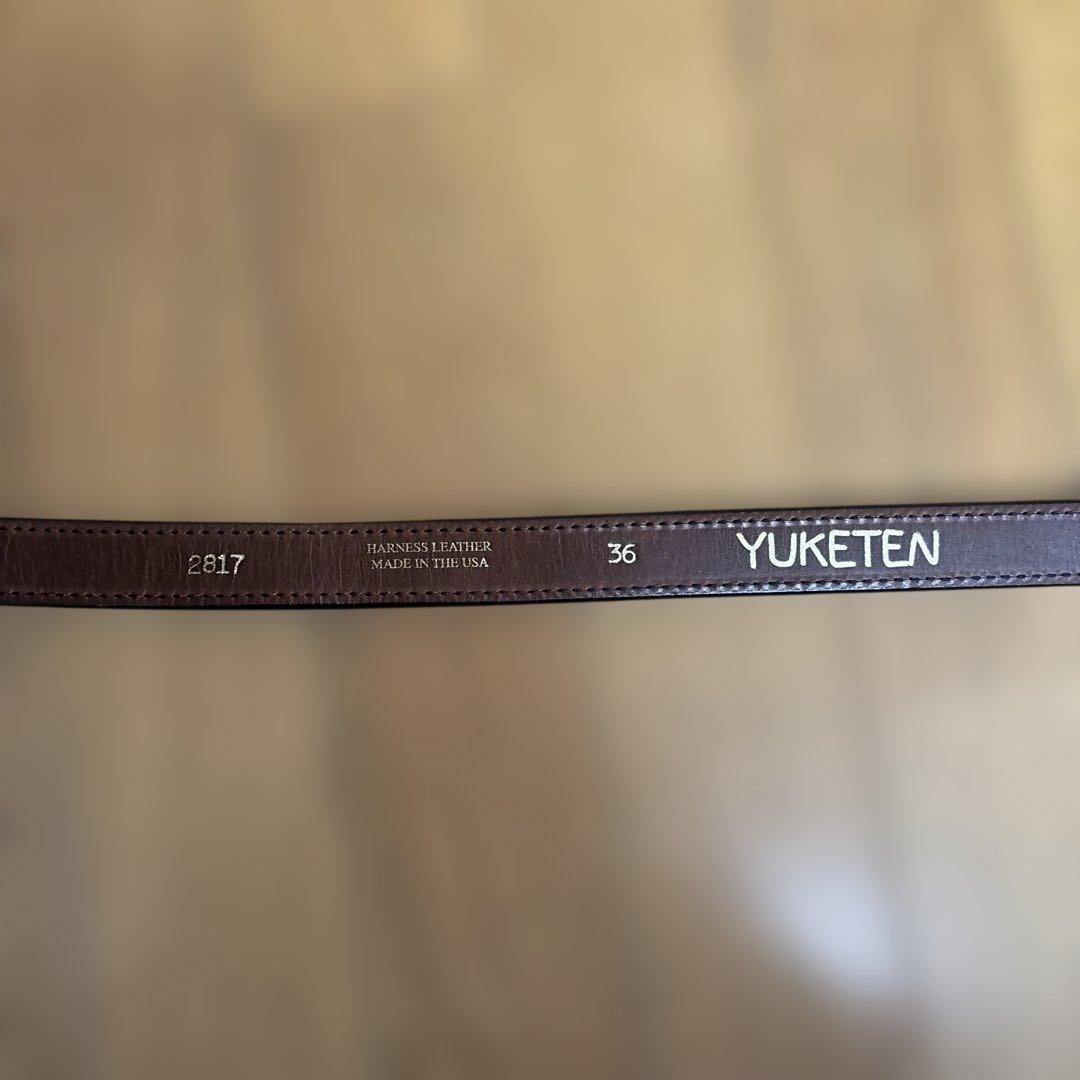 2817
HARNESS LEATHER
MADE IN THE USA
36
YUKETEN